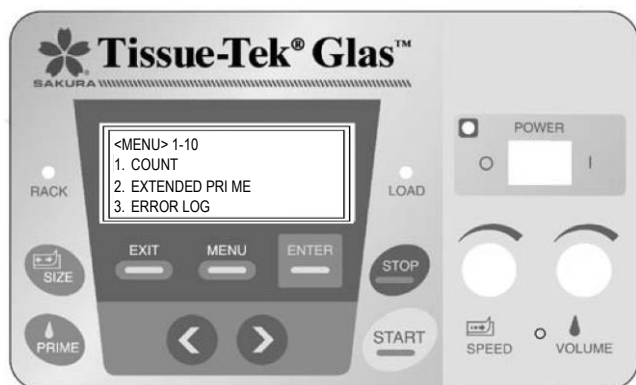 Tissue-Tek® Glas™
SAKURA
<MENU> 1-10
1. COUNT
2. EXTENDED PRI ME
3. ERROR LOG
RACK
LOAD
EXIT MENU ENTER
SIZE
STOP
PRIME
START
POWER
O I
SPEED
VOLUME